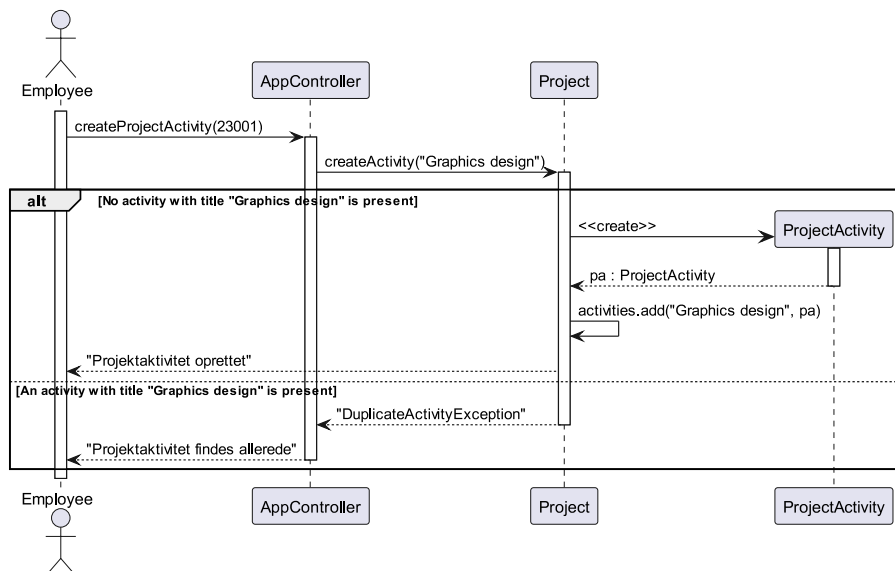 Employee
AppController
Project
createProjectActivity(23001)
createActivity("Graphics design")
alt
[No activity with title "Graphics design" is present]
<<create>>
ProjectActivity
pa : ProjectActivity
activities.add("Graphics design", pa)
"Projektaktivitet oprettet"
[An activity with title "Graphics design" is present]
"DuplicateActivityException"
"Projektaktivitet findes allerede"
Employee
AppController
Project
ProjectActivity